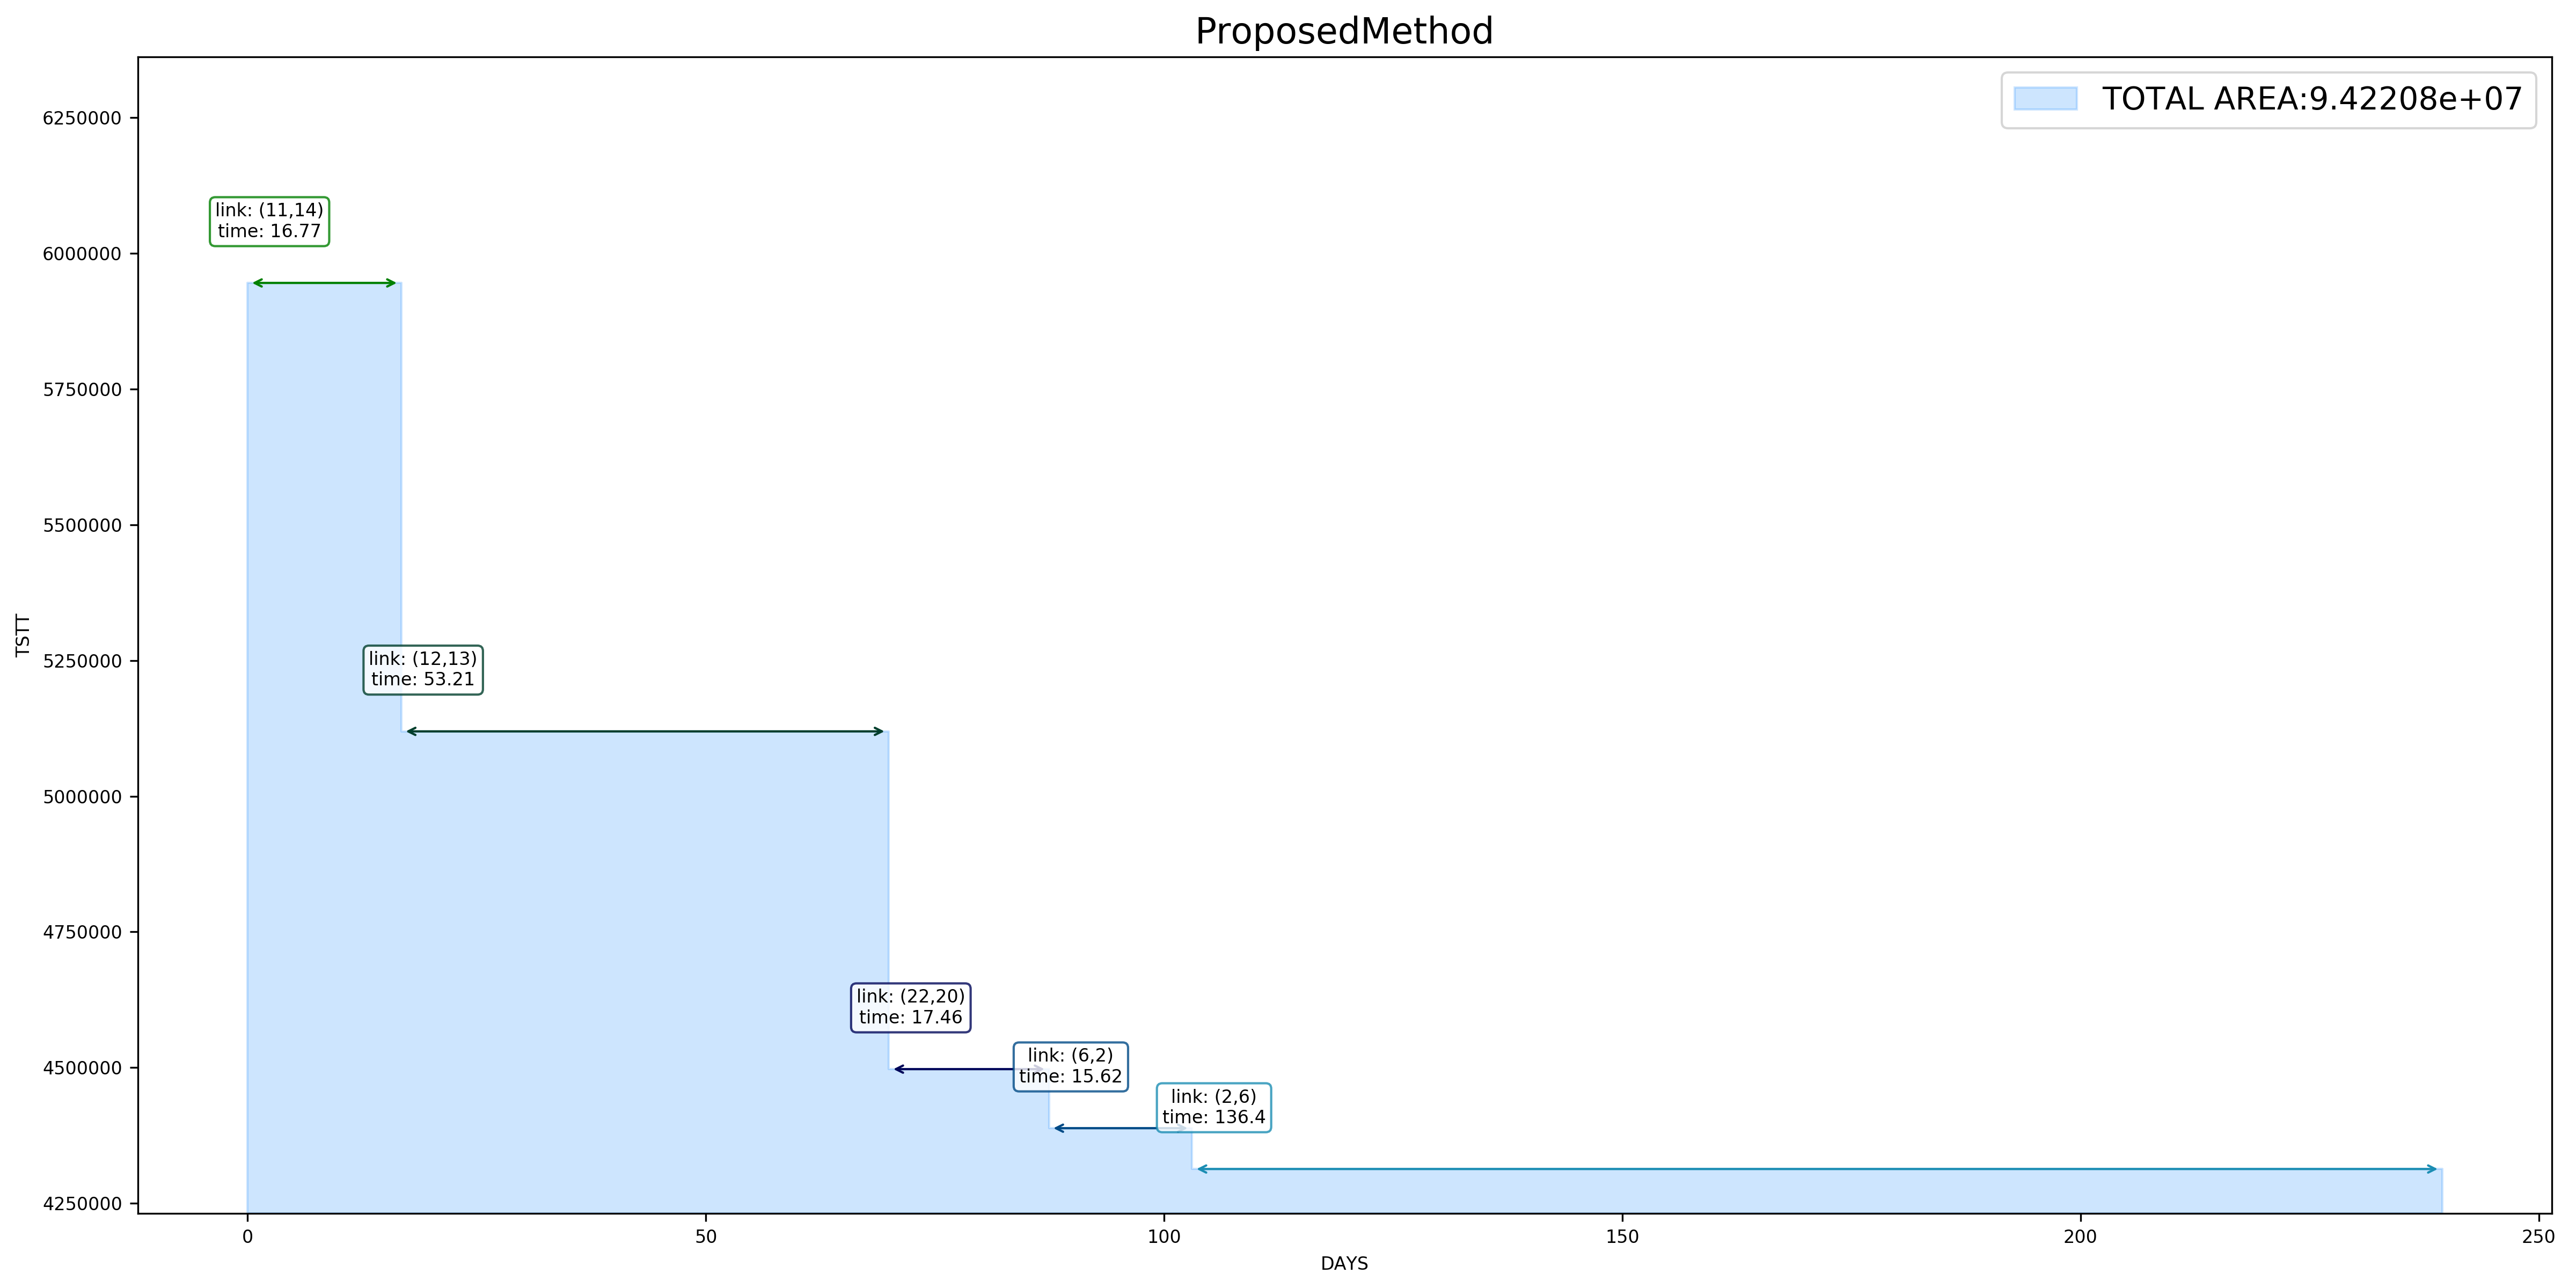 ProposedMethod
TOTAL AREA:9.42208e+07
6250000
6000000
5750000
5500000
5250000
5000000
4750000
4500000
4250000
TSTT
link: (11,14)
time: 16.77
link: (12,13)
time: 53.21
link: (22,20)
time: 17.46
link: (6,2)
time: 15.62
link: (2,6)
time: 136.4
0
50
100
150
200
250
DAYS